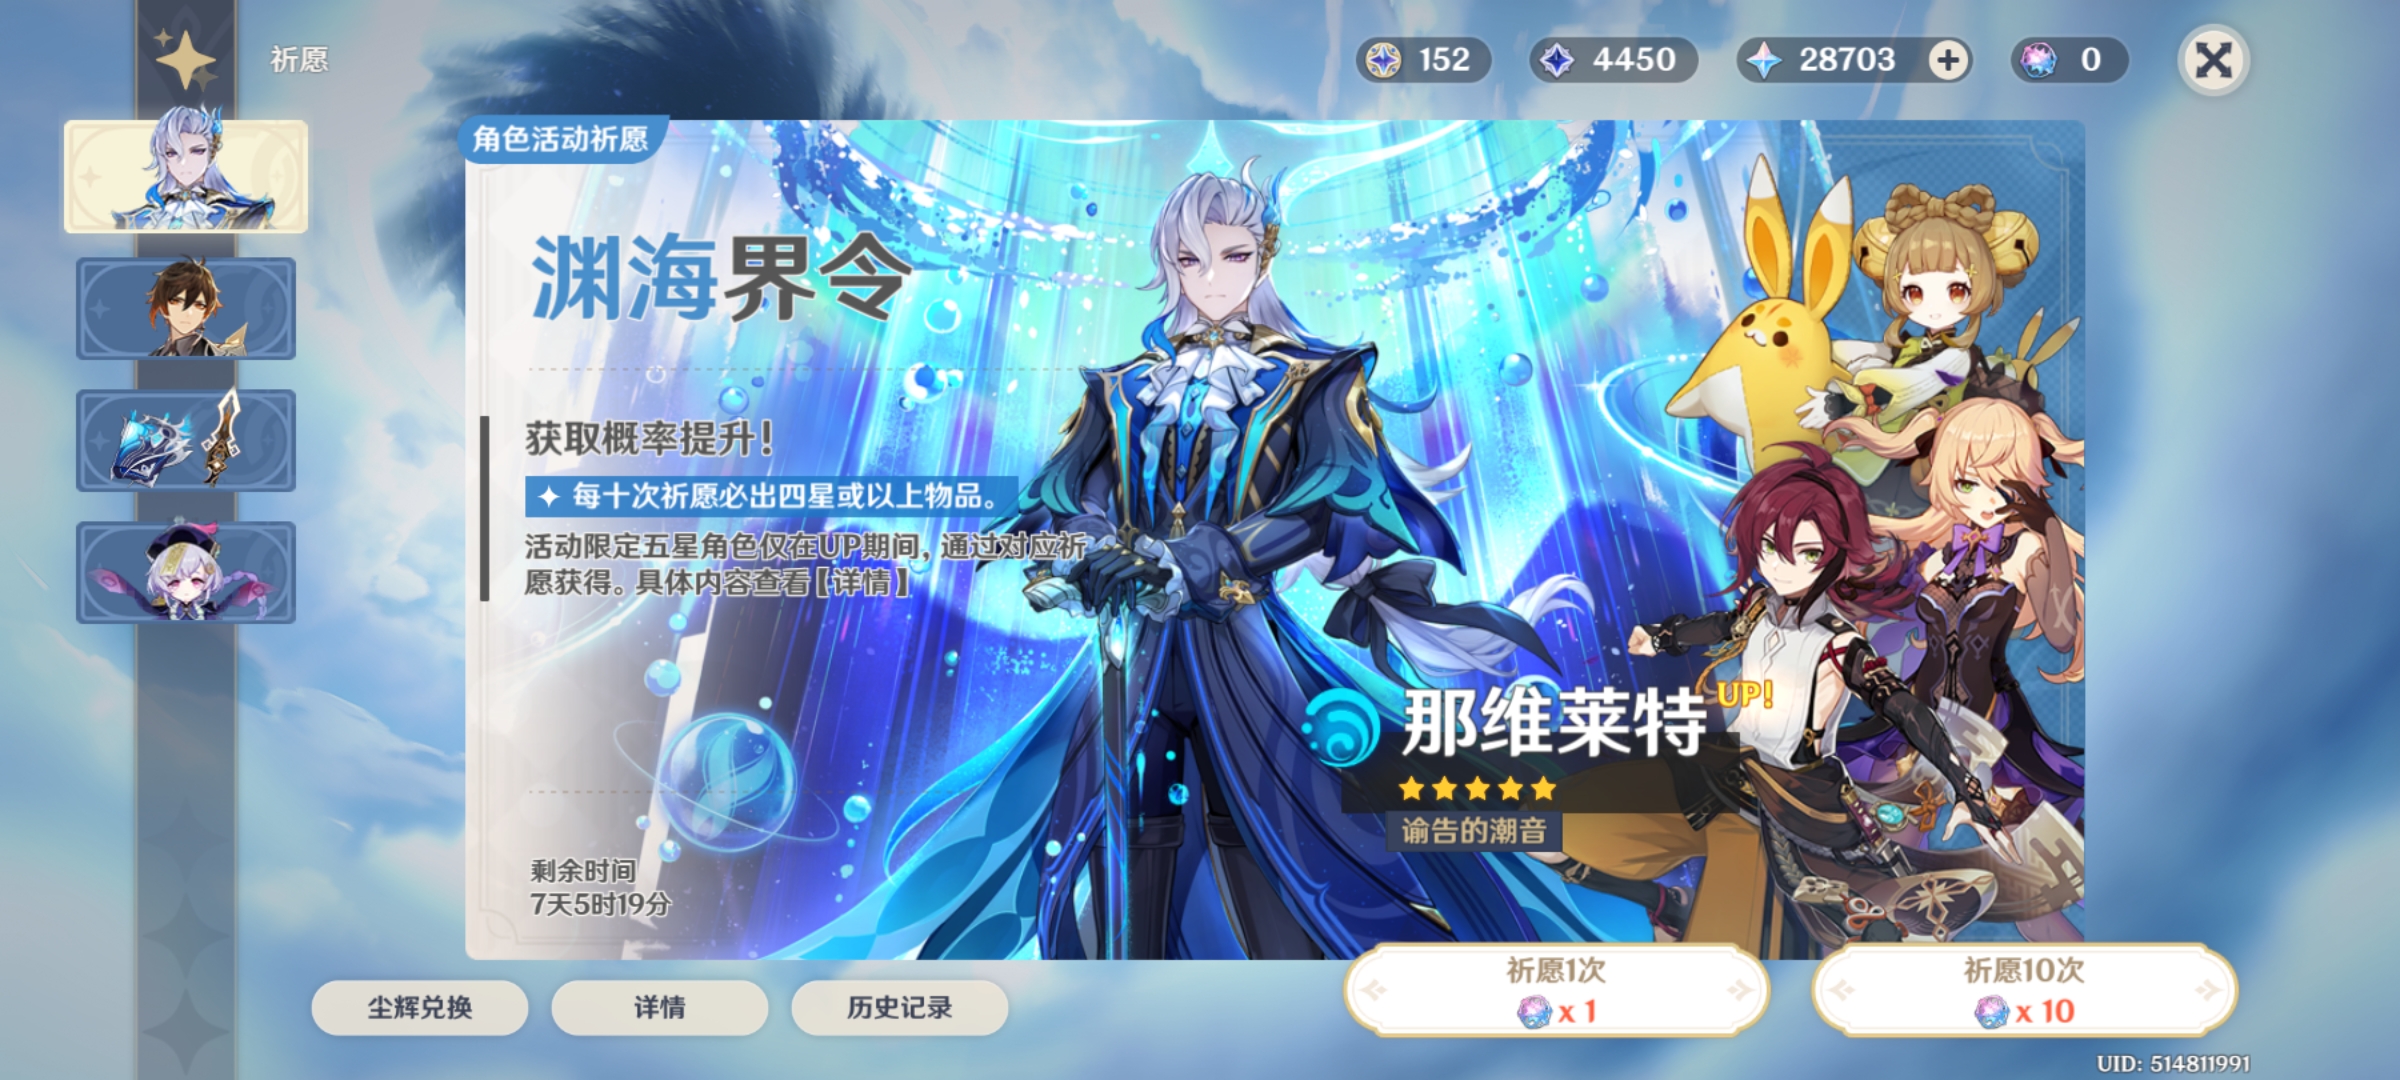 祈愿
152
4450
28703
0
角色活动祈愿
渊海界令
获取概率提升！
每十次祈愿必出四星或以上物品。
活动限定五星角色仅在UP期间，通过对应祈
愿获得。具体内容查看【详情】
那维莱特
UP!
谕告的潮音
剩余时间
7天5时19分
尘辉兑换
详情
历史记录
祈愿1次
x 1
祈愿10次
x 10
UID: 514811991